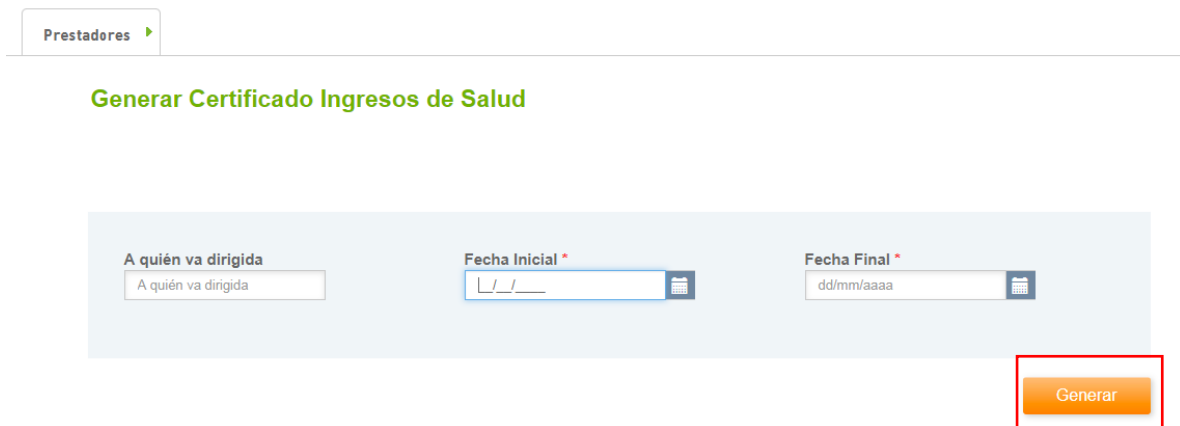 Prestadores
Generar Certificado Ingresos de Salud
A quién va dirigida Fecha Inicial * Fecha Final *
A quién va dirigida __/__/____ dd/mm/aaaa
Generar